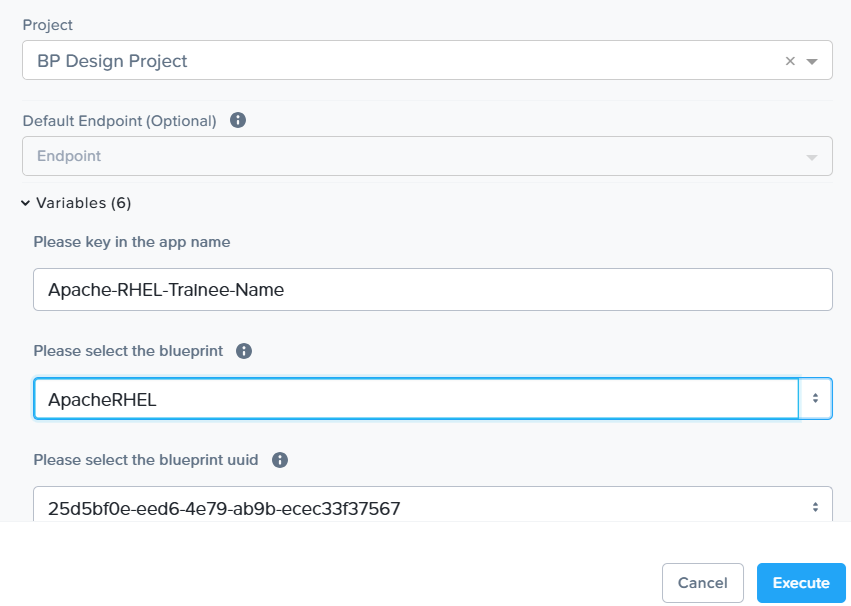 Project
BP Design Project
Default Endpoint (Optional)
Endpoint
Variables (6)
Please key in the app name
Apache-RHEL-Trainee-Name
Please select the blueprint
ApacheRHEL
Please select the blueprint uuid
25d5bf0e-eed6-4e79-ab9b-ecec33f37567
Cancel Execute